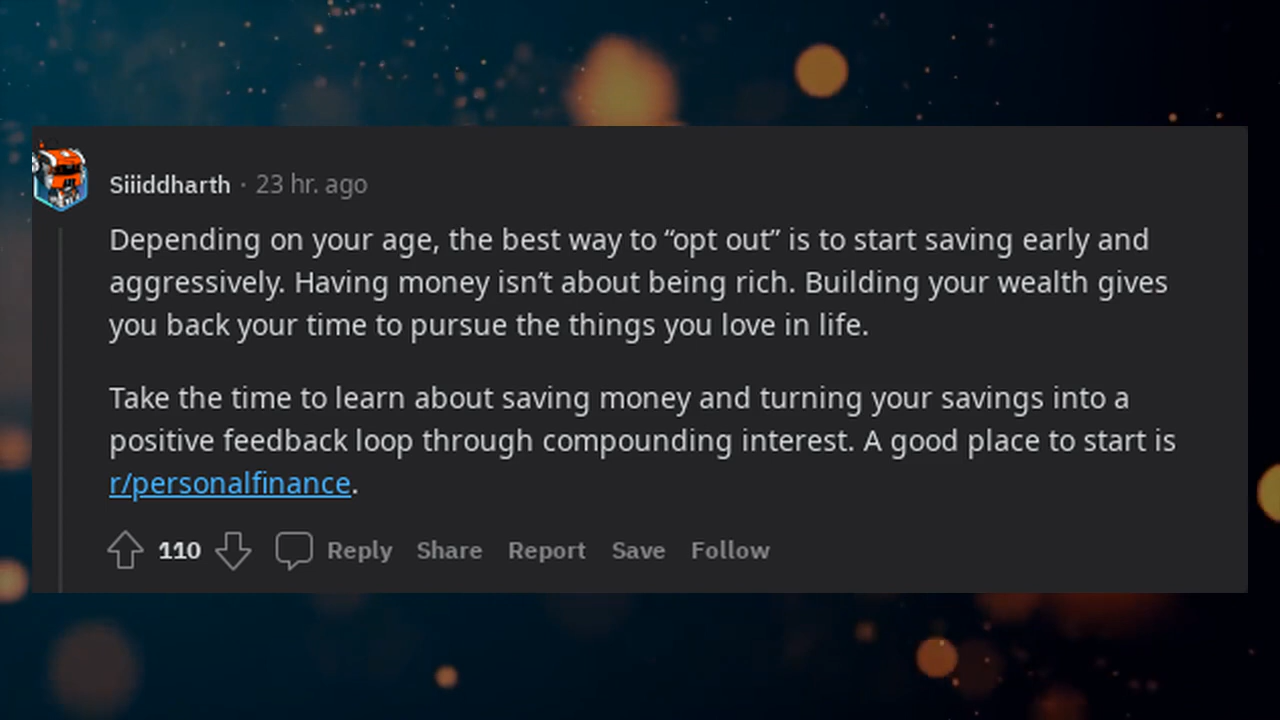 Siiiddharth · 23 hr. ago
Depending on your age, the best way to “opt out” is to start saving early and
aggressively. Having money isn’t about being rich. Building your wealth gives
you back your time to pursue the things you love in life.
Take the time to learn about saving money and turning your savings into a
positive feedback loop through compounding interest. A good place to start is
r/personalfinance.
110 Reply Share Report Save Follow